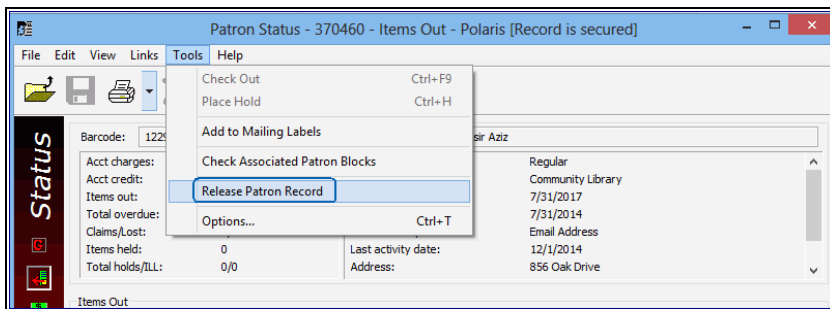 Patron Status - 370460 - Items Out - Polaris [Record is secured]
File Edit View Links Tools Help
Check Out Ctrl+F9
Place Hold Ctrl+H
Add to Mailing Labels
Check Associated Patron Blocks
Release Patron Record
Options... Ctrl+T
Status
Barcode: 1229 Aziz
Acct charges: Regular
Acct credit: Community Library
Items out: 7/31/2017
Total overdue: 7/31/2014
Claims/Lost: Email Address
Items held: 0 Last activity date: 12/1/2014
Total holds/ILL: 0/0 Address: 856 Oak Drive
Items Out